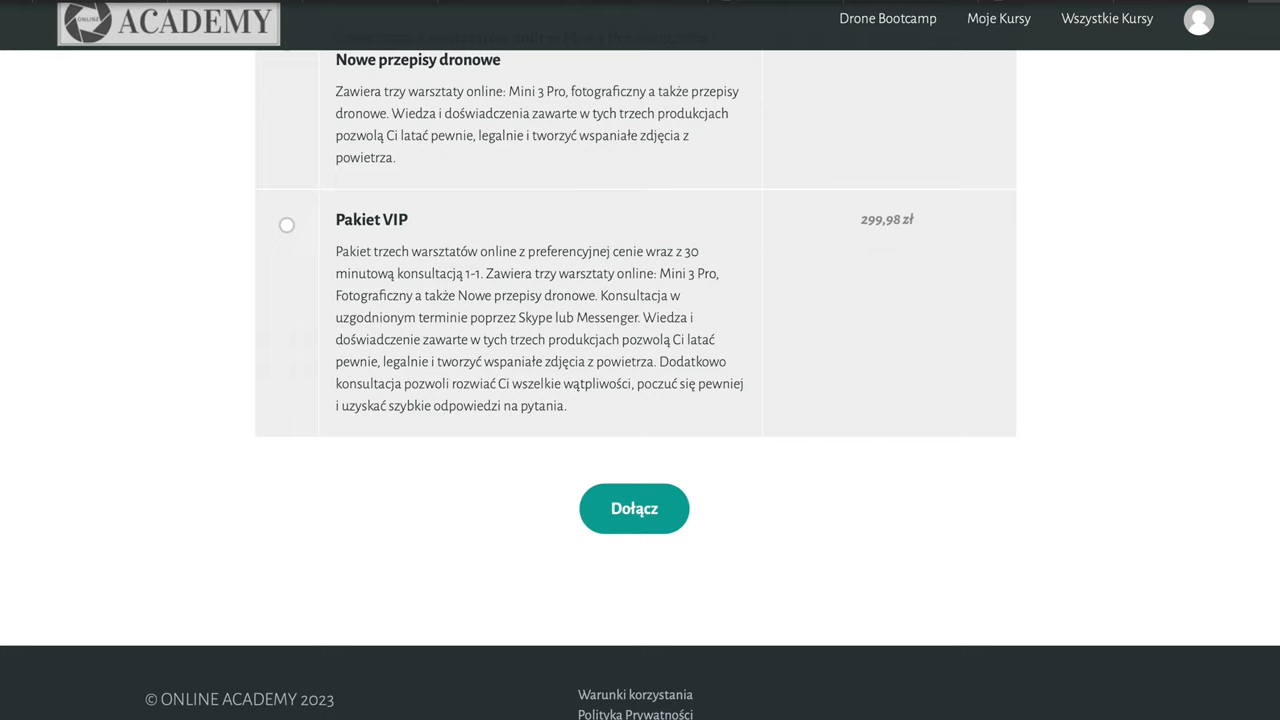 ONLINE
ACADEMY
Drone Bootcamp
Moje Kursy
Wszystkie Kursy
Nowe przepisy dronowe
Zawiera trzy warsztaty online: Mini 3 Pro, fotograficzny a także przepisy
dronowe. Wiedza i doświadczenia zawarte w tych trzech produkcjach
pozwolą Ci latać pewnie, legalnie i tworzyć wspaniałe zdjęcia z
powietrza.
Pakiet VIP
299,98 zł
Pakiet trzech warsztatów online z preferencyjnej cenie wraz z 30
minutową konsultacją 1-1. Zawiera trzy warsztaty online: Mini 3 Pro,
Fotograficzny a także Nowe przepisy dronowe. Konsultacja w
uzgodnionym terminie poprzez Skype lub Messenger. Wiedza i
doświadczenie zawarte w tych trzech produkcjach pozwolą Ci latać
pewnie, legalnie i tworzyć wspaniałe zdjęcia z powietrza. Dodatkowo
konsultacja pozwoli rozwiać Ci wszelkie wątpliwości, poczuć się pewniej
i uzyskać szybkie odpowiedzi na pytania.
Dołącz
© ONLINE ACADEMY 2023
Warunki korzystania
Polityka Prywatności